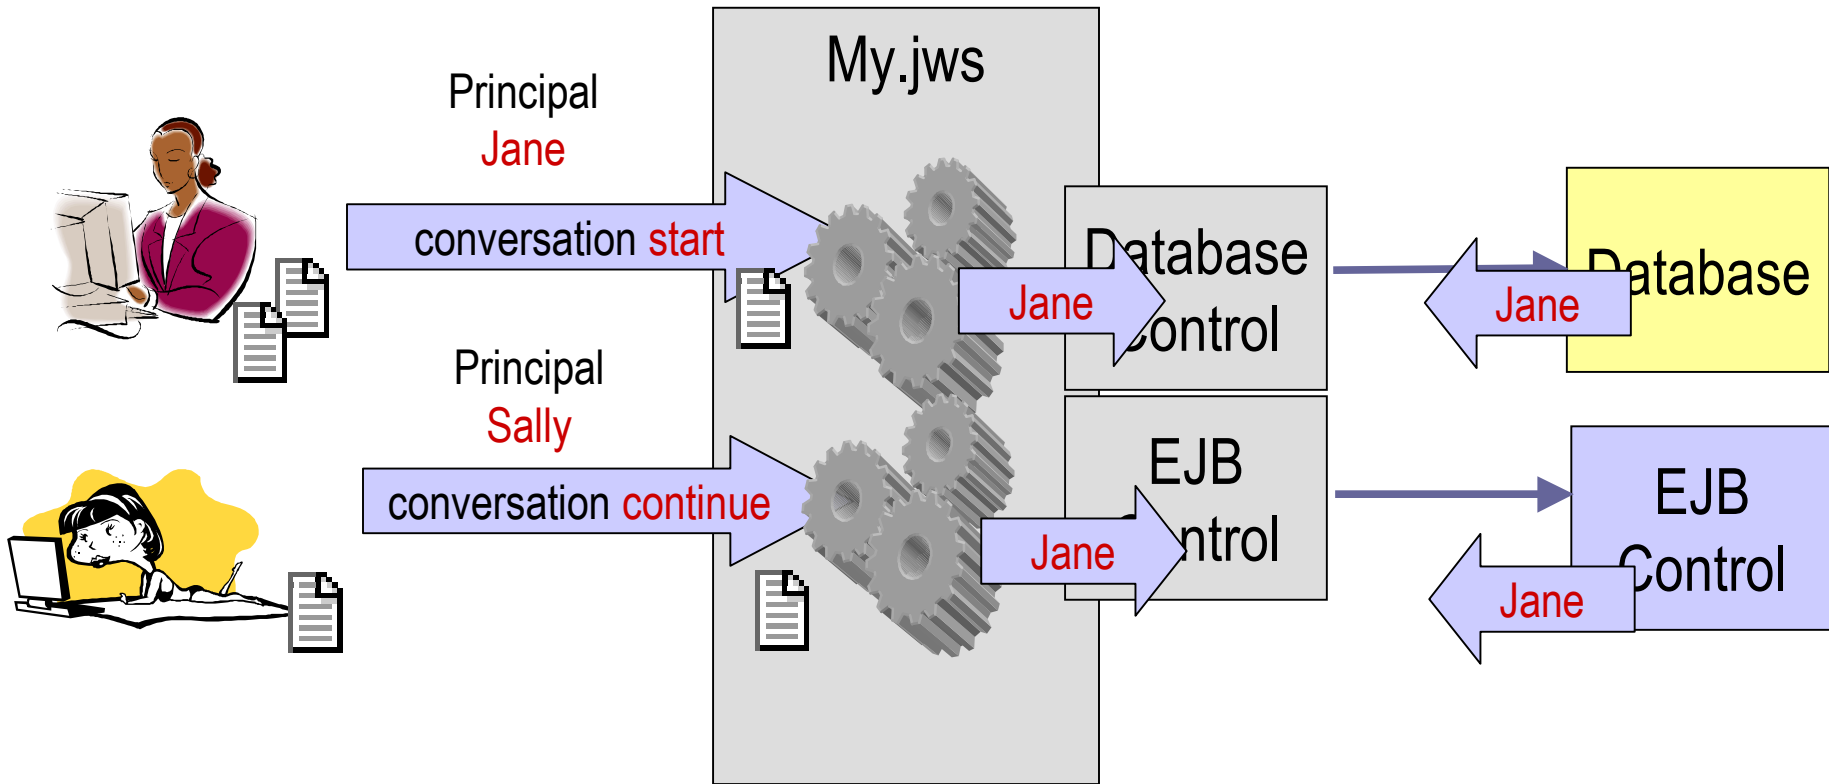 My.jws
Principal
Jane
conversation start
Database
Control
Jane
Database
Jane
Principal
Sally
conversation continue
EJB
Control
Jane
EJB
Control
Jane